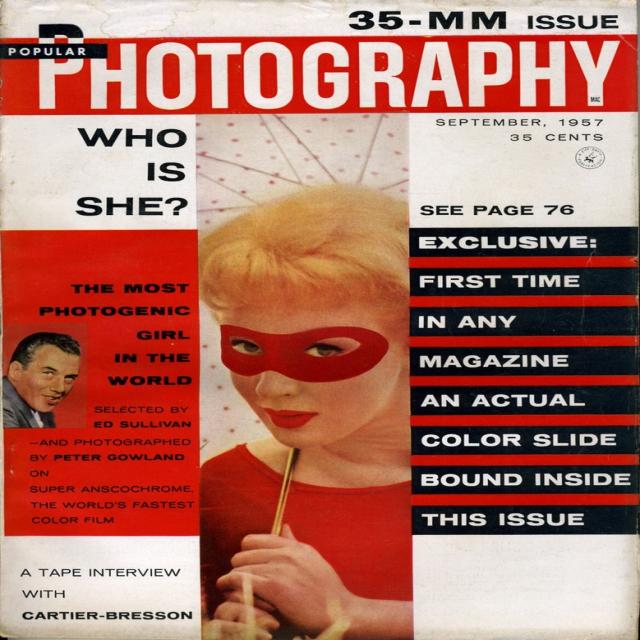 35-MM ISSUE
POPULAR
PHOTOGRAPHY
MAC
SEPTEMBER, 1957
35 CENTS
WHO
IS
SHE?
SEE PAGE 76
EXCLUSIVE:
FIRST TIME
IN ANY
MAGAZINE
AN ACTUAL
COLOR SLIDE
BOUND INSIDE
THIS ISSUE
THE MOST
PHOTOGENIC
GIRL
IN THE
WORLD
SELECTED BY
ED SULLIVAN
—AND PHOTOGRAPHED
BY PETER GOWLAND
ON
SUPER ANSCOCHROME,
THE WORLD'S FASTEST
COLOR FILM
A TAPE INTERVIEW
WITH
CARTIER-BRESSON